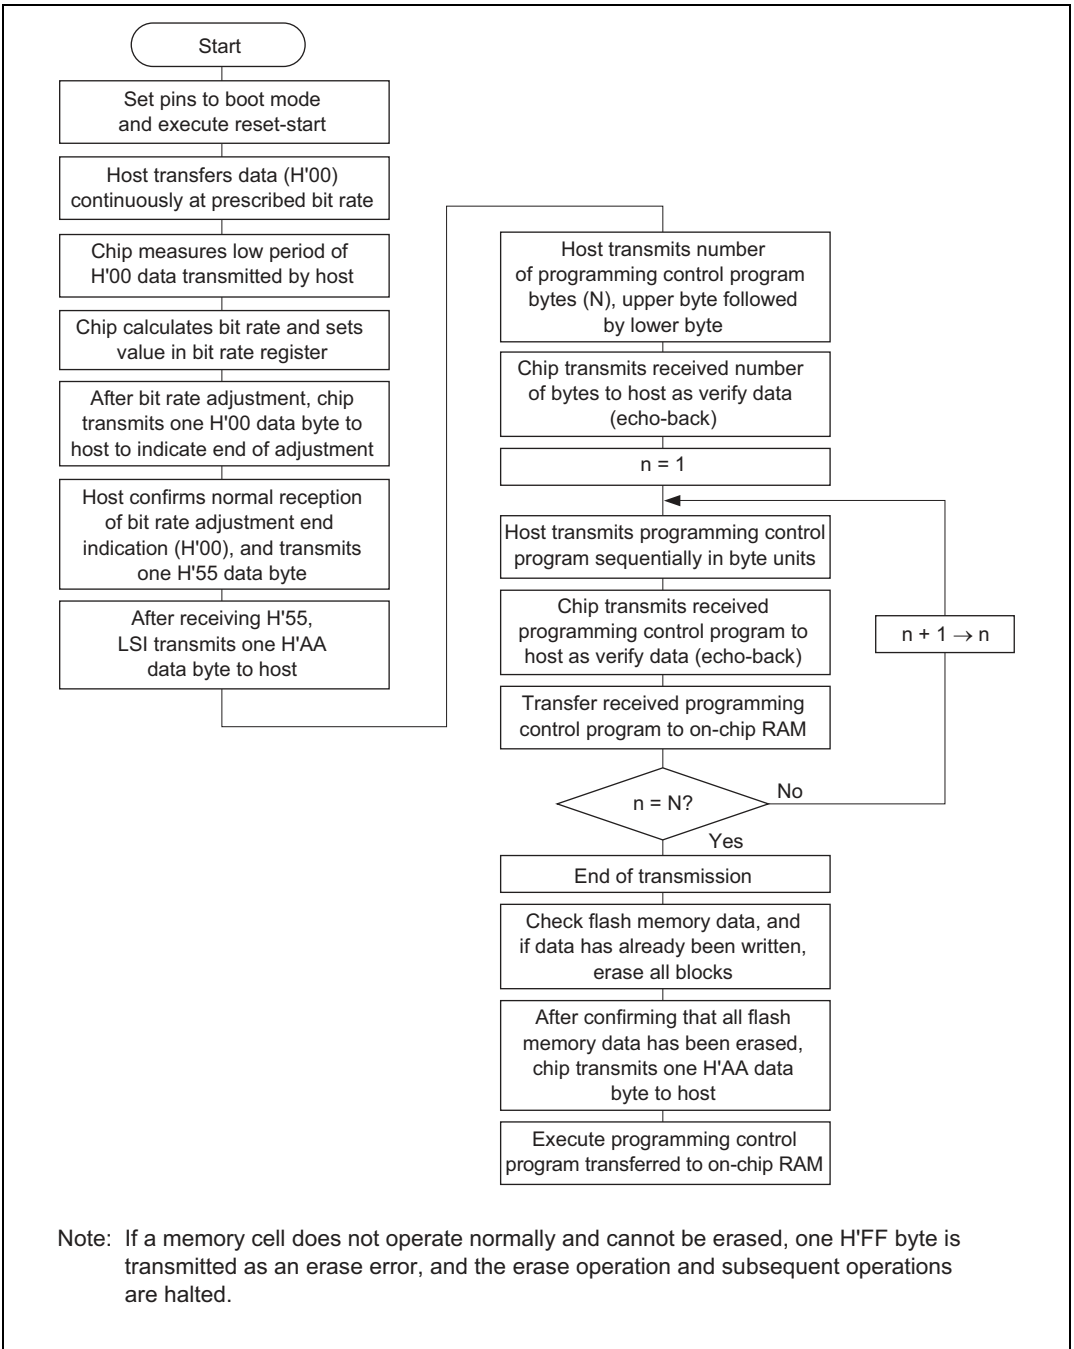 Start
Set pins to boot mode
and execute reset-start
Host transfers data (H'00)
continuously at prescribed bit rate
Chip measures low period of
H'00 data transmitted by host
Chip calculates bit rate and sets
value in bit rate register
After bit rate adjustment, chip
transmits one H'00 data byte to
host to indicate end of adjustment
Host confirms normal reception
of bit rate adjustment end
indication (H'00), and transmits
one H'55 data byte
After receiving H'55,
LSI transmits one H'AA
data byte to host
Host transmits number
of programming control program
bytes (N), upper byte followed
by lower byte
Chip transmits received number
of bytes to host as verify data
(echo-back)
n = 1
Host transmits programming control
program sequentially in byte units
Chip transmits received
programming control program to
host as verify data (echo-back)
n + 1 → n
Transfer received programming
control program to on-chip RAM
n = N?
No
Yes
End of transmission
Check flash memory data, and
if data has already been written,
erase all blocks
After confirming that all flash
memory data has been erased,
chip transmits one H'AA data
byte to host
Execute programming control
program transferred to on-chip RAM
Note: If a memory cell does not operate normally and cannot be erased, one H'FF byte is
transmitted as an erase error, and the erase operation and subsequent operations
are halted.